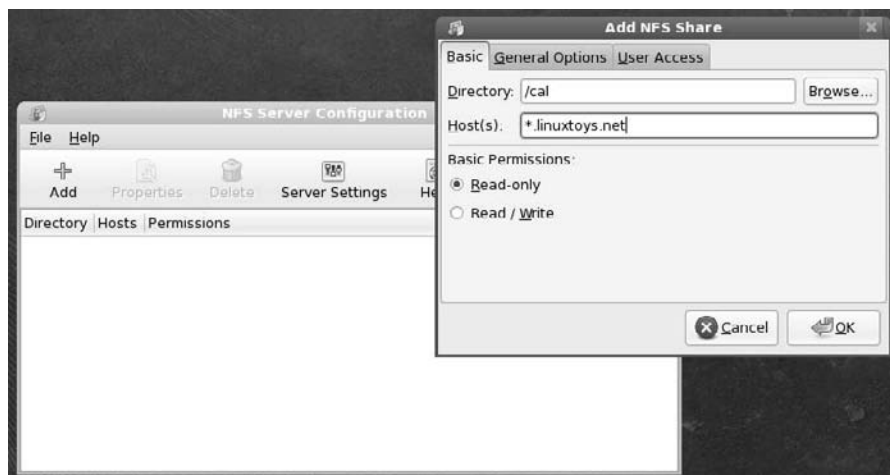 Add NFS Share
Basic General Options User Access
Directory: /cal Browse...
Host(s): *.linuxtoys.net
Basic Permissions:
Read-only
Read / Write
Cancel OK
NFS Server Configuration
File Help
Add Properties Delete Server Settings
Directory Hosts Permissions